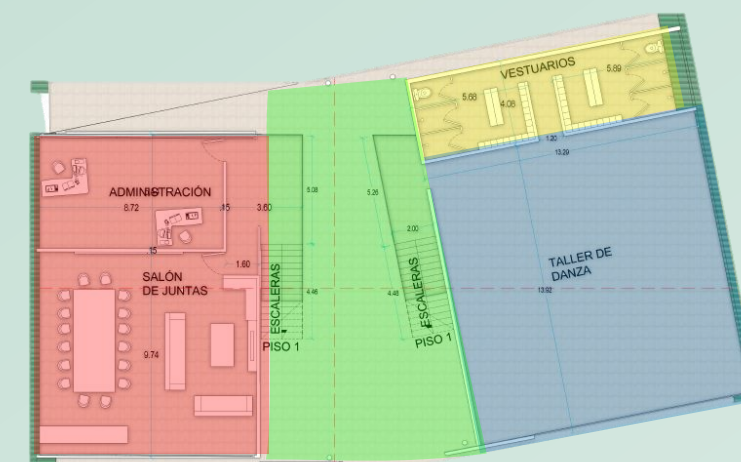 VESTUARIOS
5.89
5.68
4.08
1.20
13.29
5.08
5.26
ADMINISTRACIÓN
8.72
.15
3.60
2.00
.15
1.60
SALÓN
DE JUNTAS
ESCALERAS
4.46
4.48
ESCALERAS
TALLER DE
DANZA
13.92
PISO 1
PISO 1
9.74